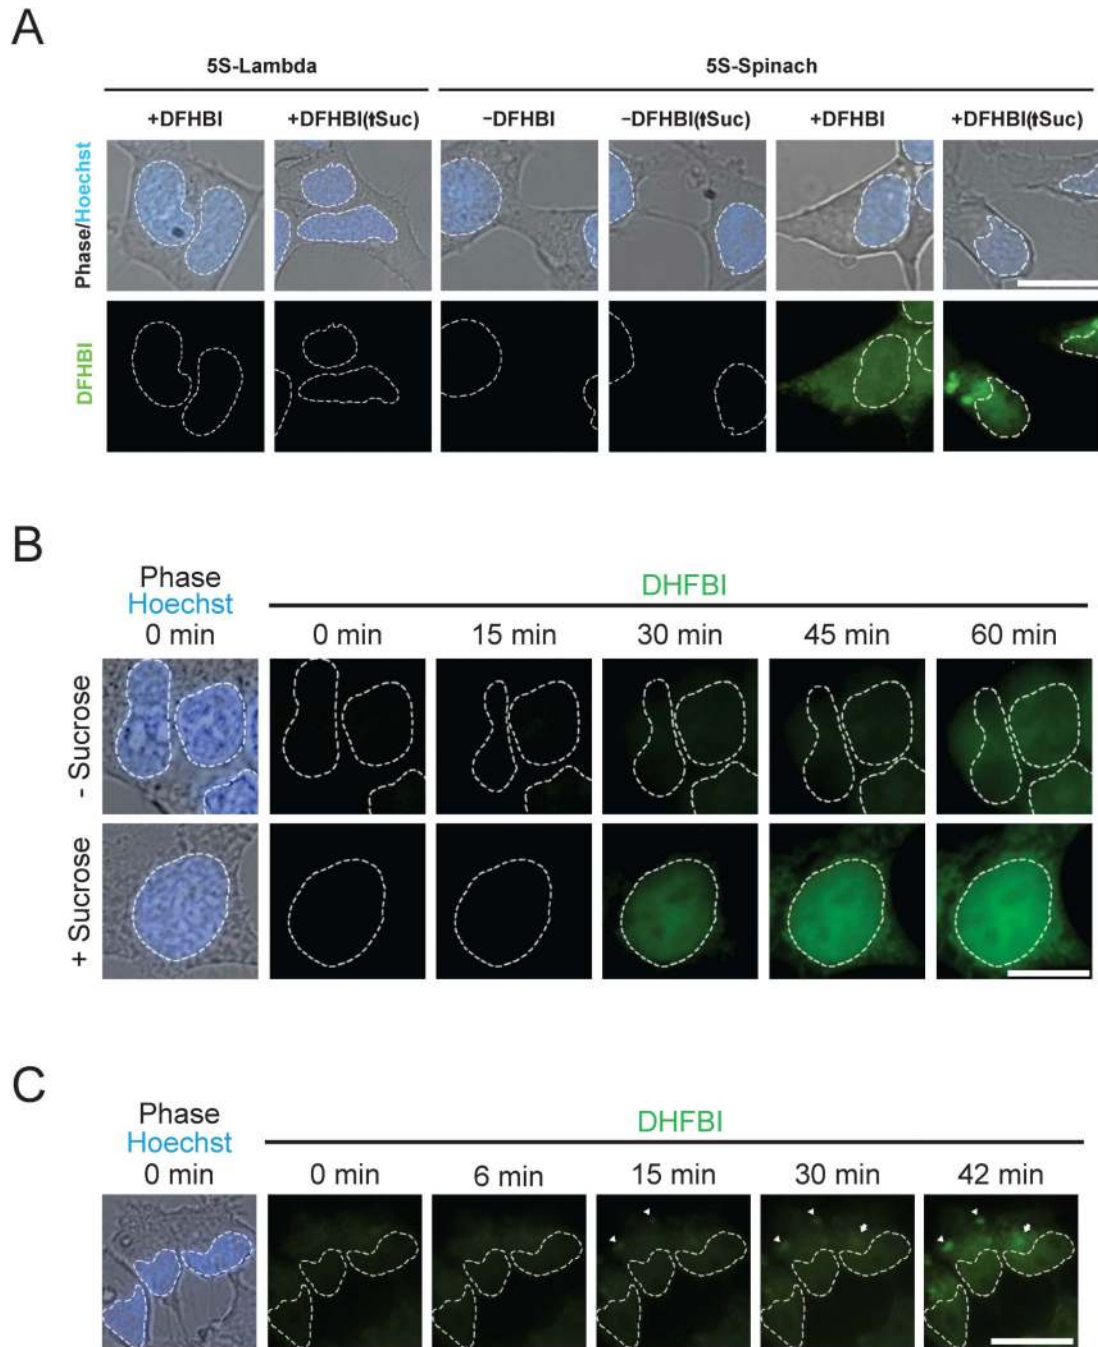 A
5S-Lambda 5S-Spinach
+DFHBI +DFHBI(↑Suc) −DFHBI −DFHBI(↑Suc) +DFHBI +DFHBI(↑Suc)
Phase/Hoechst
DFHBI
B
Phase
Hoechst
DHFBI
0 min 0 min 15 min 30 min 45 min 60 min
- Sucrose
+ Sucrose
C
Phase
Hoechst
DHFBI
0 min 0 min 6 min 15 min 30 min 42 min